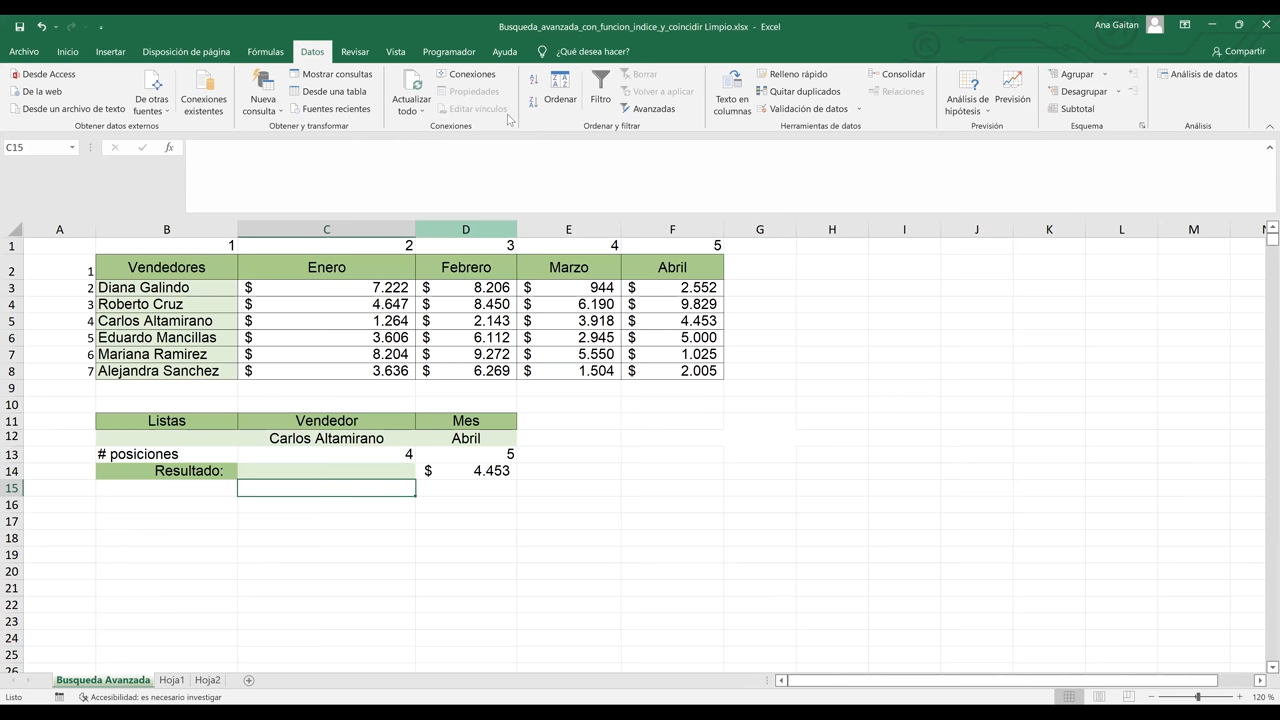 Busqueda_avanzada_con_funcion_indice_y_coincidir Limpio.xlsx - Excel
Ana Gaitan
Archivo Inicio Insertar Disposición de página Fórmulas Datos Revisar Vista Programador Ayuda ¿Qué desea hacer? Compartir
Desde Access
De la web
Desde un archivo de texto
De otras fuentes
Conexiones existentes
Obtener datos externos
Nueva consulta
Mostrar consultas
Desde una tabla
Fuentes recientes
Obtener y transformar
Actualizar todo
Conexiones
Propiedades
Editar vínculos
Conexiones
Ordenar
Filtro
Borrar
Volver a aplicar
Avanzadas
Ordenar y filtrar
Texto en columnas
Relleno rápido
Quitar duplicados
Validación de datos
Consolidar
Relaciones
Herramientas de datos
Análisis de hipótesis
Previsión
Previsión
Agrupar
Desagrupar
Subtotal
Esquema
Análisis de datos
Análisis
C15 fx
A B C D E F G H I J K L M N
1 1 2 3 4 5
2 1 Vendedores Enero Febrero Marzo Abril
3 2 Diana Galindo $ 7.222 $ 8.206 $ 944 $ 2.552
4 3 Roberto Cruz $ 4.647 $ 8.450 $ 6.190 $ 9.829
5 4 Carlos Altamirano $ 1.264 $ 2.143 $ 3.918 $ 4.453
6 5 Eduardo Mancillas $ 3.606 $ 6.112 $ 2.945 $ 5.000
7 6 Mariana Ramirez $ 8.204 $ 9.272 $ 5.550 $ 1.025
8 7 Alejandra Sanchez $ 3.636 $ 6.269 $ 1.504 $ 2.005
9
10
11 Listas Vendedor Mes
12 Carlos Altamirano Abril
13 # posiciones 4 5
14 Resultado: $ 4.453
15
16
17
18
19
20
21
22
23
24
25
26
Busqueda Avanzada Hoja1 Hoja2
Listo Accesibilidad: es necesario investigar 120 %